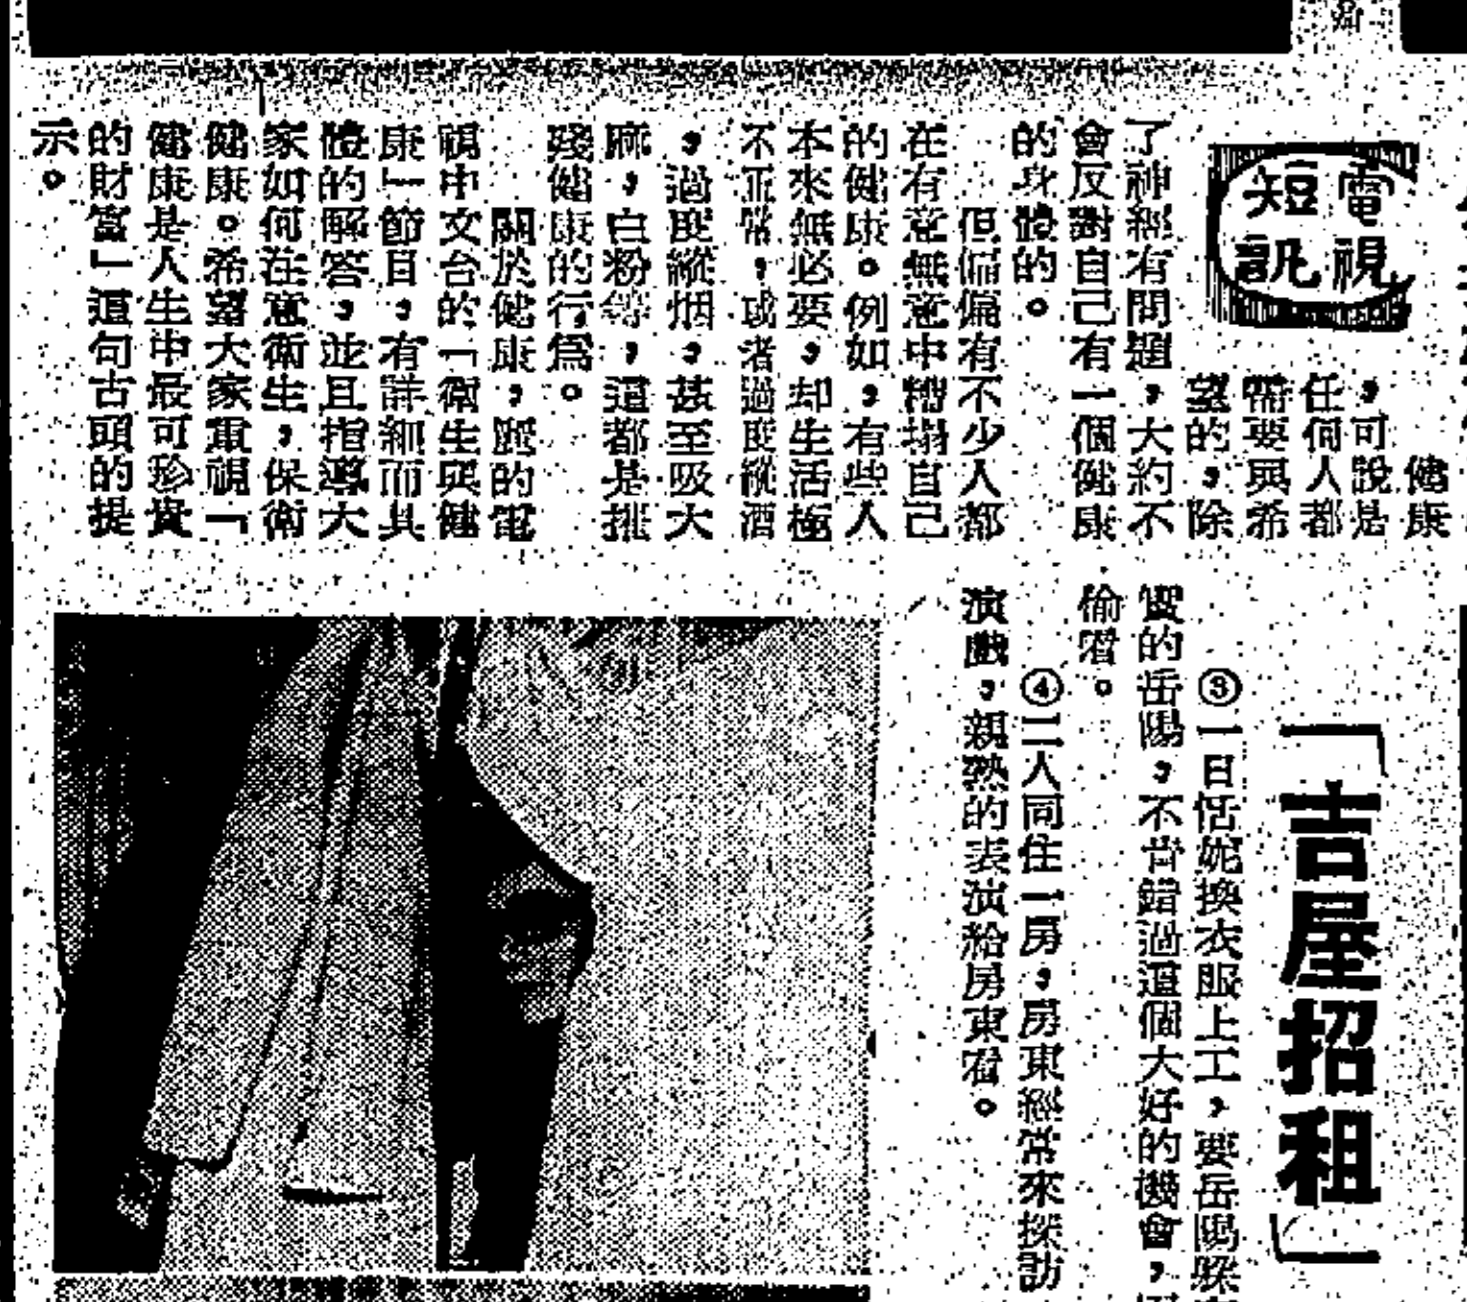 電視
短訊
健康
，可說是
任何人都
需要與希
望的，除
了神經有問題，大約不
會反對自己有一個健康
的身體的。
但偏偏有不少人都
在有意無意中糟塌自己
的健康。例如，有些人
本來無必要，却生活極
不正常，或者過度縱酒
，過度縱烟，甚至吸大
麻，白粉等，這都是摧
殘健康的行爲。
關於健康，麗的電
視中文台的「衛生與健
康」節目，有詳細而具
體的解答，並且指導大
家如何注意衛生，保衛
健康。希望大家重視「
健康是人生中最可珍貴
的財富」這句古頭的提
示。
「吉屋招租」
③一日恬妮換衣服上工，要岳陽躲
的岳陽，不肯錯過這個大好的機會，
偷看。
④二人同住一房，房東經常來探訪
演戲，親熱的表演給房東看。